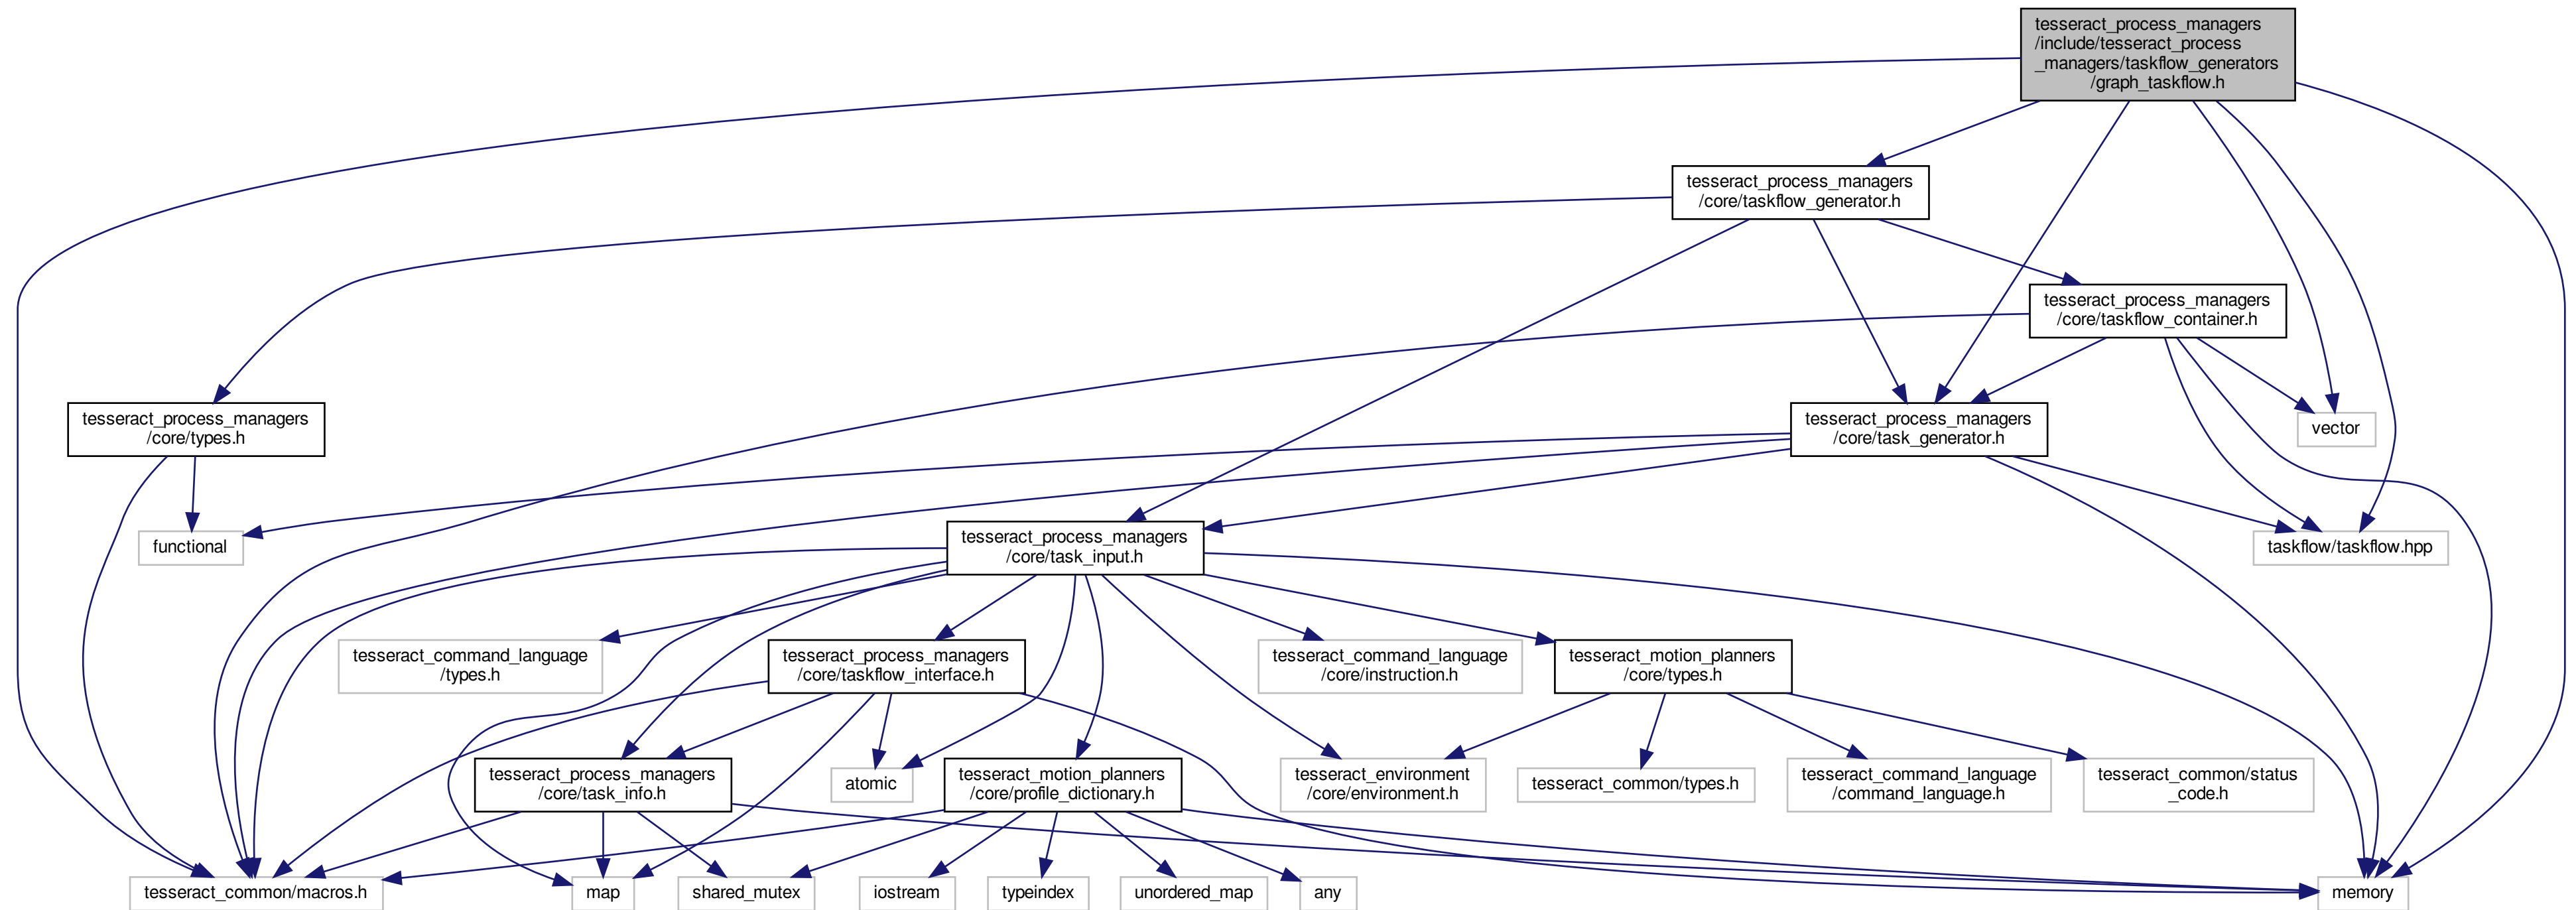 tesseract_process_managers
/include/tesseract_process
_managers/taskflow_generators
/graph_taskflow.h
tesseract_process_managers
/core/taskflow_generator.h
tesseract_process_managers
/core/taskflow_container.h
tesseract_process_managers
/core/types.h
tesseract_process_managers
/core/task_generator.h
vector
functional
tesseract_process_managers
/core/task_input.h
taskflow/taskflow.hpp
tesseract_command_language
/types.h
tesseract_process_managers
/core/taskflow_interface.h
tesseract_command_language
/core/instruction.h
tesseract_motion_planners
/core/types.h
tesseract_process_managers
/core/task_info.h
atomic
tesseract_motion_planners
/core/profile_dictionary.h
tesseract_environment
/core/environment.h
tesseract_common/types.h
tesseract_command_language
/command_language.h
tesseract_common/status
_code.h
tesseract_common/macros.h
map
shared_mutex
iostream
typeindex
unordered_map
any
memory